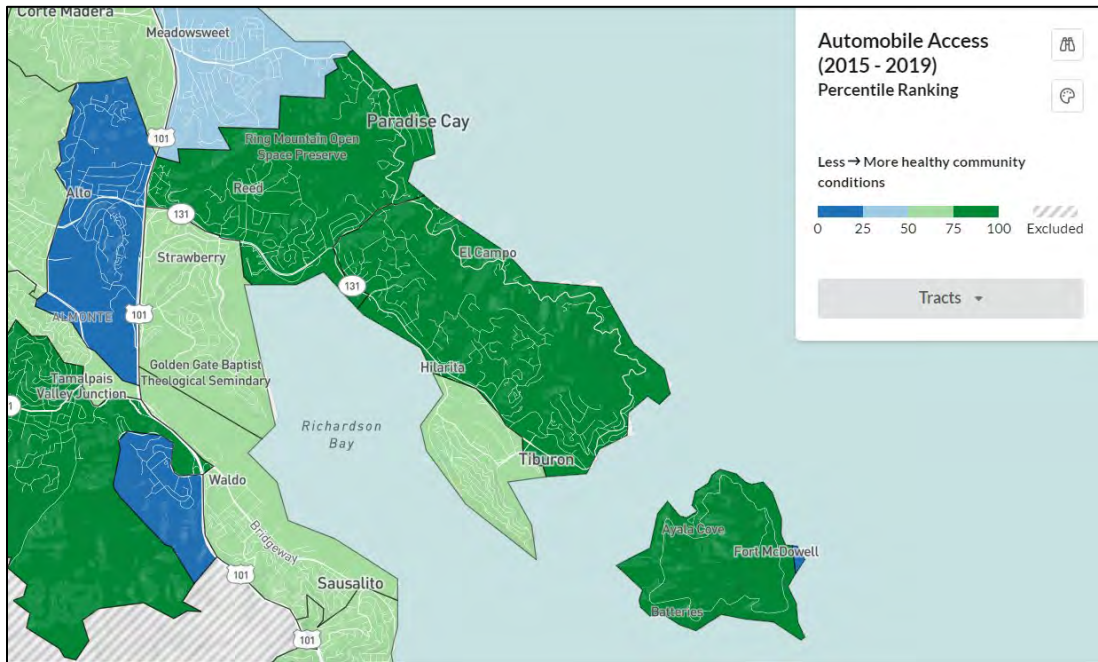 Corte Madera
Meadowsweet
101
Paradise Cay
Ring Mountain Open
Space Preserve
Alto
Reed
131
Strawberry
El Campo
131
101
ALMONTE
Golden Gate Baptist
Theological Semindary
Hilarita
Tamalpais
Valley Junction
1
Richardson
Bay
Tiburon
Waldo
Bridgeway
Ayala Cove
Fort McDowell
101
Sausalito
Batteries
101
Automobile Access
(2015 - 2019)
Percentile Ranking
Less → More healthy community
conditions
0 25 50 75 100 Excluded
Tracts